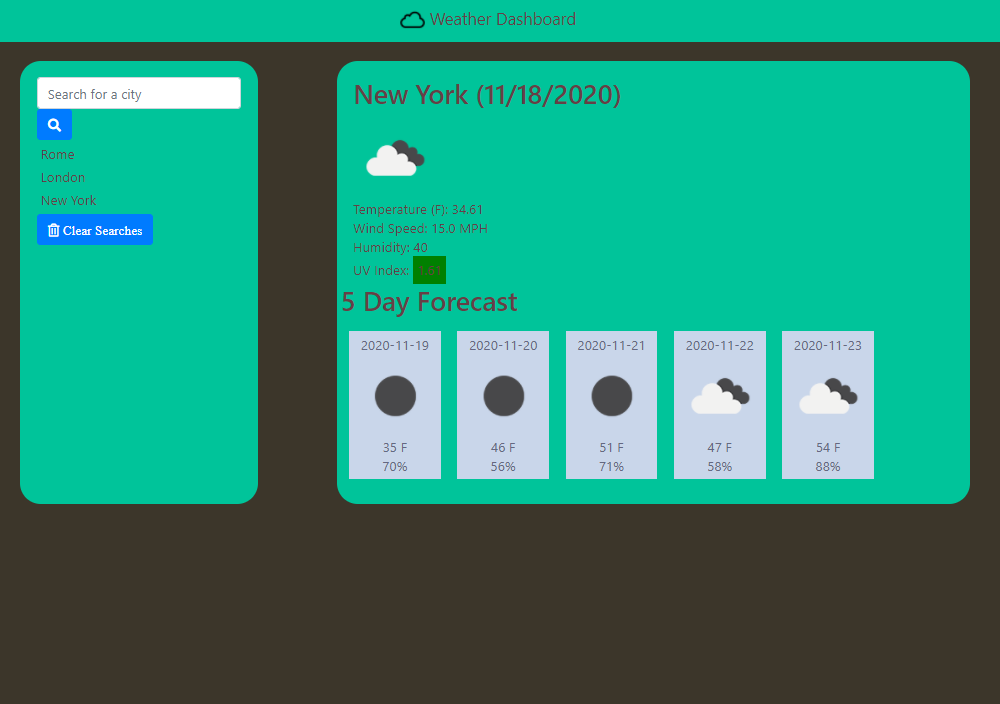 Weather Dashboard
Search for a city
Rome
London
New York
Clear Searches
New York (11/18/2020)
Temperature (F): 34.61
Wind Speed: 15.0 MPH
Humidity: 40
UV Index:
5 Day Forecast
2020-11-19
35 F
70%
2020-11-20
46 F
56%
2020-11-21
51 F
71%
2020-11-22
47 F
58%
2020-11-23
54 F
88%